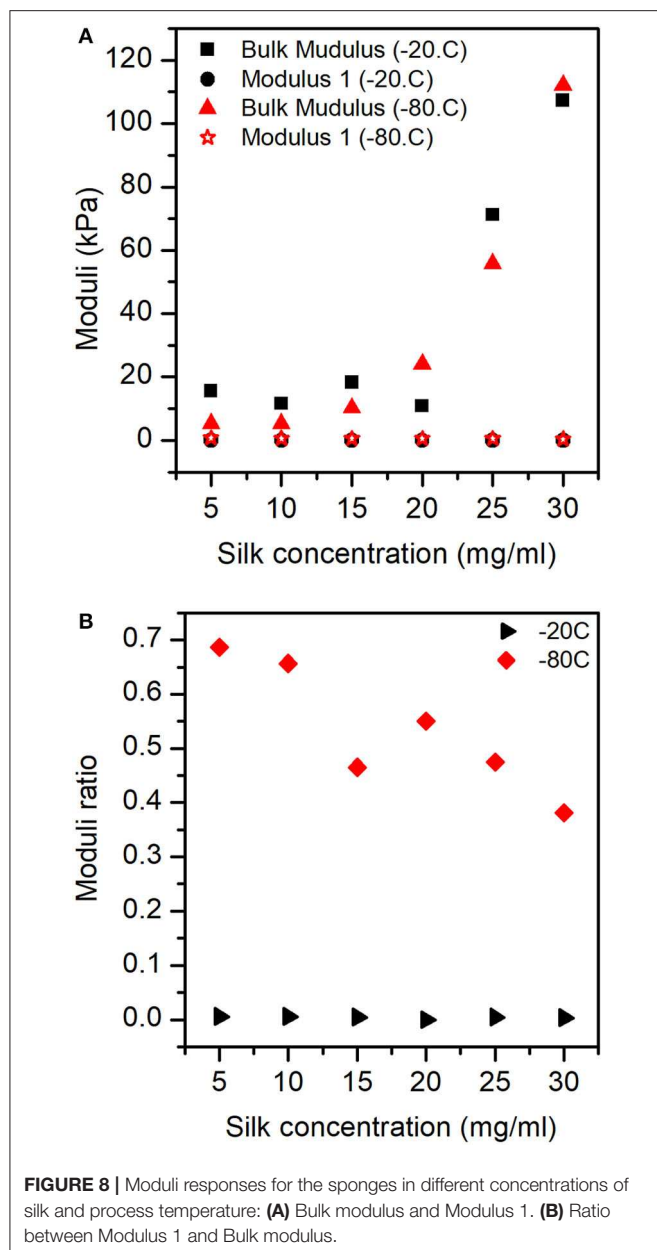 A
Bulk Mudulus (-20.C)
Modulus 1 (-20.C)
Bulk Mudulus (-80.C)
Modulus 1 (-80.C)
120
100
80
60
40
20
0
Moduli (kPa)
5 10 15 20 25 30
Silk concentration (mg/ml)
B
-20C
-80C
0.7
0.6
0.5
0.4
0.3
0.2
0.1
0.0
Moduli ratio
5 10 15 20 25 30
Silk concentration (mg/ml)
FIGURE 8 | Moduli responses for the sponges in different concentrations of
silk and process temperature: (A) Bulk modulus and Modulus 1. (B) Ratio
between Modulus 1 and Bulk modulus.